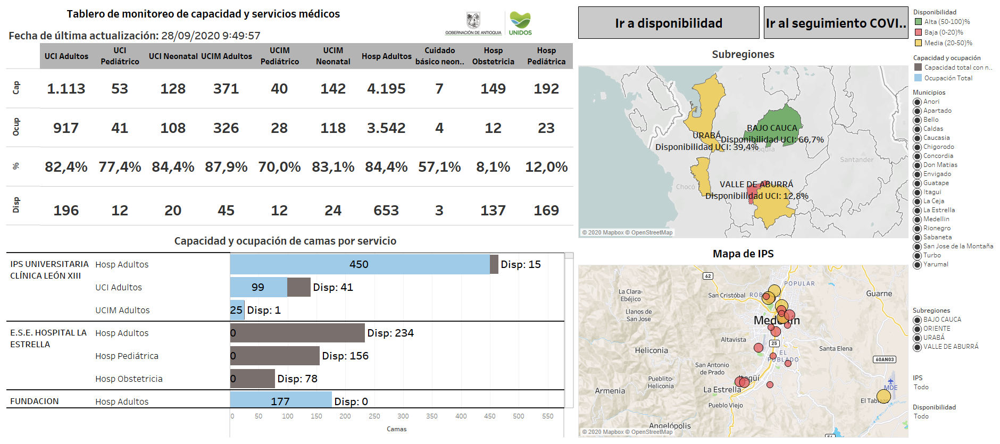 Tablero de monitoreo de capacidad y servicios médicos
Fecha de última actualización: 28/09/2020 9:49:57
GOBERNACIÓN DE ANTIOQUIA
UNIDOS
UCI Adultos
UCI Pediátrico
UCI Neonatal
UCIM Adultos
UCIM Pediátrico
UCIM Neonatal
Hosp Adultos
Cuidado básico neon..
Hosp Obstetricia
Hosp Pediátrica
Cap 1.113 53 128 371 40 142 4.195 7 149 192
Ocup 917 41 108 326 28 118 3.542 4 12 23
% 82,4% 77,4% 84,4% 87,9% 70,0% 83,1% 84,4% 57,1% 8,1% 12,0%
Disp 196 12 20 45 12 24 653 3 137 169
Capacidad y ocupación de camas por servicio
IPS UNIVERSITARIA
CLÍNICA LEÓN XIII
Hosp Adultos 450 Disp: 15
UCI Adultos 99 Disp: 41
UCIM Adultos 25 Disp: 1
E.S.E. HOSPITAL LA
ESTRELLA
Hosp Adultos 0 Disp: 234
Hosp Pediátrica 0 Disp: 156
Hosp Obstetricia 0 Disp: 78
FUNDACION
Hosp Adultos 177 Disp: 0
0 50 100 150 200 250 300 350 400 450 500 550
Camas
Ir a disponibilidad
Ir al seguimiento COVI..
Subregiones
URABÁ
Disponibilidad UCI: 39,4%
BAJO CAUCA
Disponibilidad UCI: 66,7%
Antioquia
Santander
Chocó
VALLE DE ABURRÁ
Disponibilidad UCI: 12,8%
© 2020 Mapbox © OpenStreetMap
Mapa de IPS
62
POPULAR
La Clara-
Ebéjico
San Cristóbal
Guarne
Llanos de
San Jose
Medellín
Altavista
25
Santa Elena
Heliconia
EL
POBLADO
60AN03
San Antonio
de Prado
Pueblito-
Heliconia
Itagüí
MDE
Armenia
La Estrella
El Tablazo
Pueblo Viejo
Angelópolis
© 2020 Mapbox © OpenStreetMap
Disponibilidad
Alta (50-100)%
Baja (0-20)%
Media (20-50)%
Capacidad y ocupación
Capacidad total con n..
Ocupación Total
Municipios
Anori
Apartado
Bello
Caldas
Caucasia
Chigorodo
Concordia
Don Matias
Envigado
Guatape
Itagui
La Ceja
La Estrella
Medellin
Rionegro
Sabaneta
San Jose de la Montaña
Turbo
Yarumal
Subregiones
BAJO CAUCA
ORIENTE
URABÁ
VALLE DE ABURRÁ
IPS
Todo
Disponibilidad
Todo